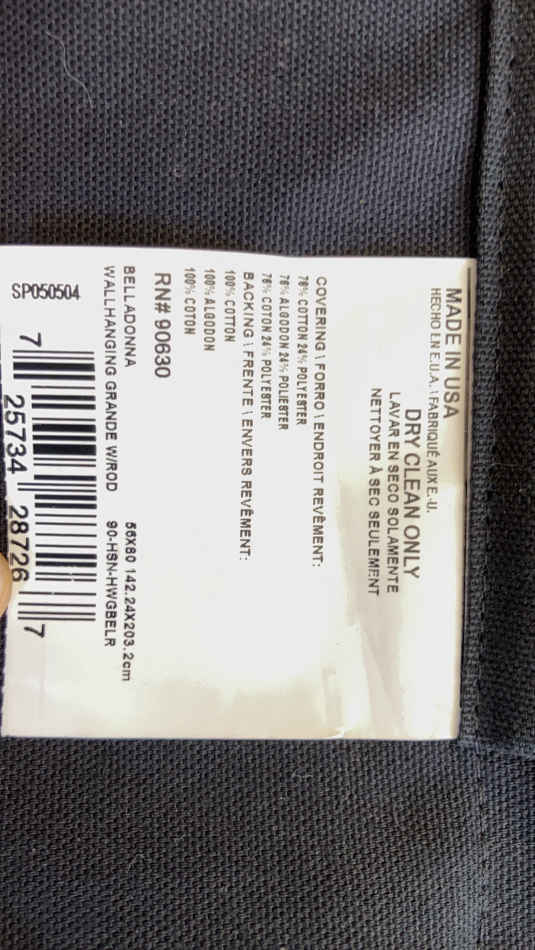 MADE IN USA
HECHO EN E.U.A. \ FABRIQUÉ AUX E.-U.
DRY CLEAN ONLY
LAVAR EN SECO SOLAMENTE
NETTOYER À SEC SEULEMENT
COVERING \ FORRO \ ENDROIT REVÊMENT:
76% COTTON 24% POLYESTER
76% ALGODON 24% POLIESTER
76% COTON 24% POLYESTER
BACKING \ FRENTE \ ENVERS REVÊMENT:
100% COTTON
100% ALGODON
100% COTON
RN# 90630
BELLADONNA 56X80 142.24X203.2cm
WALLHANGING GRANDE W/ROD 90-HSN-HWGBELR
SP050504
7 25734 28726 7